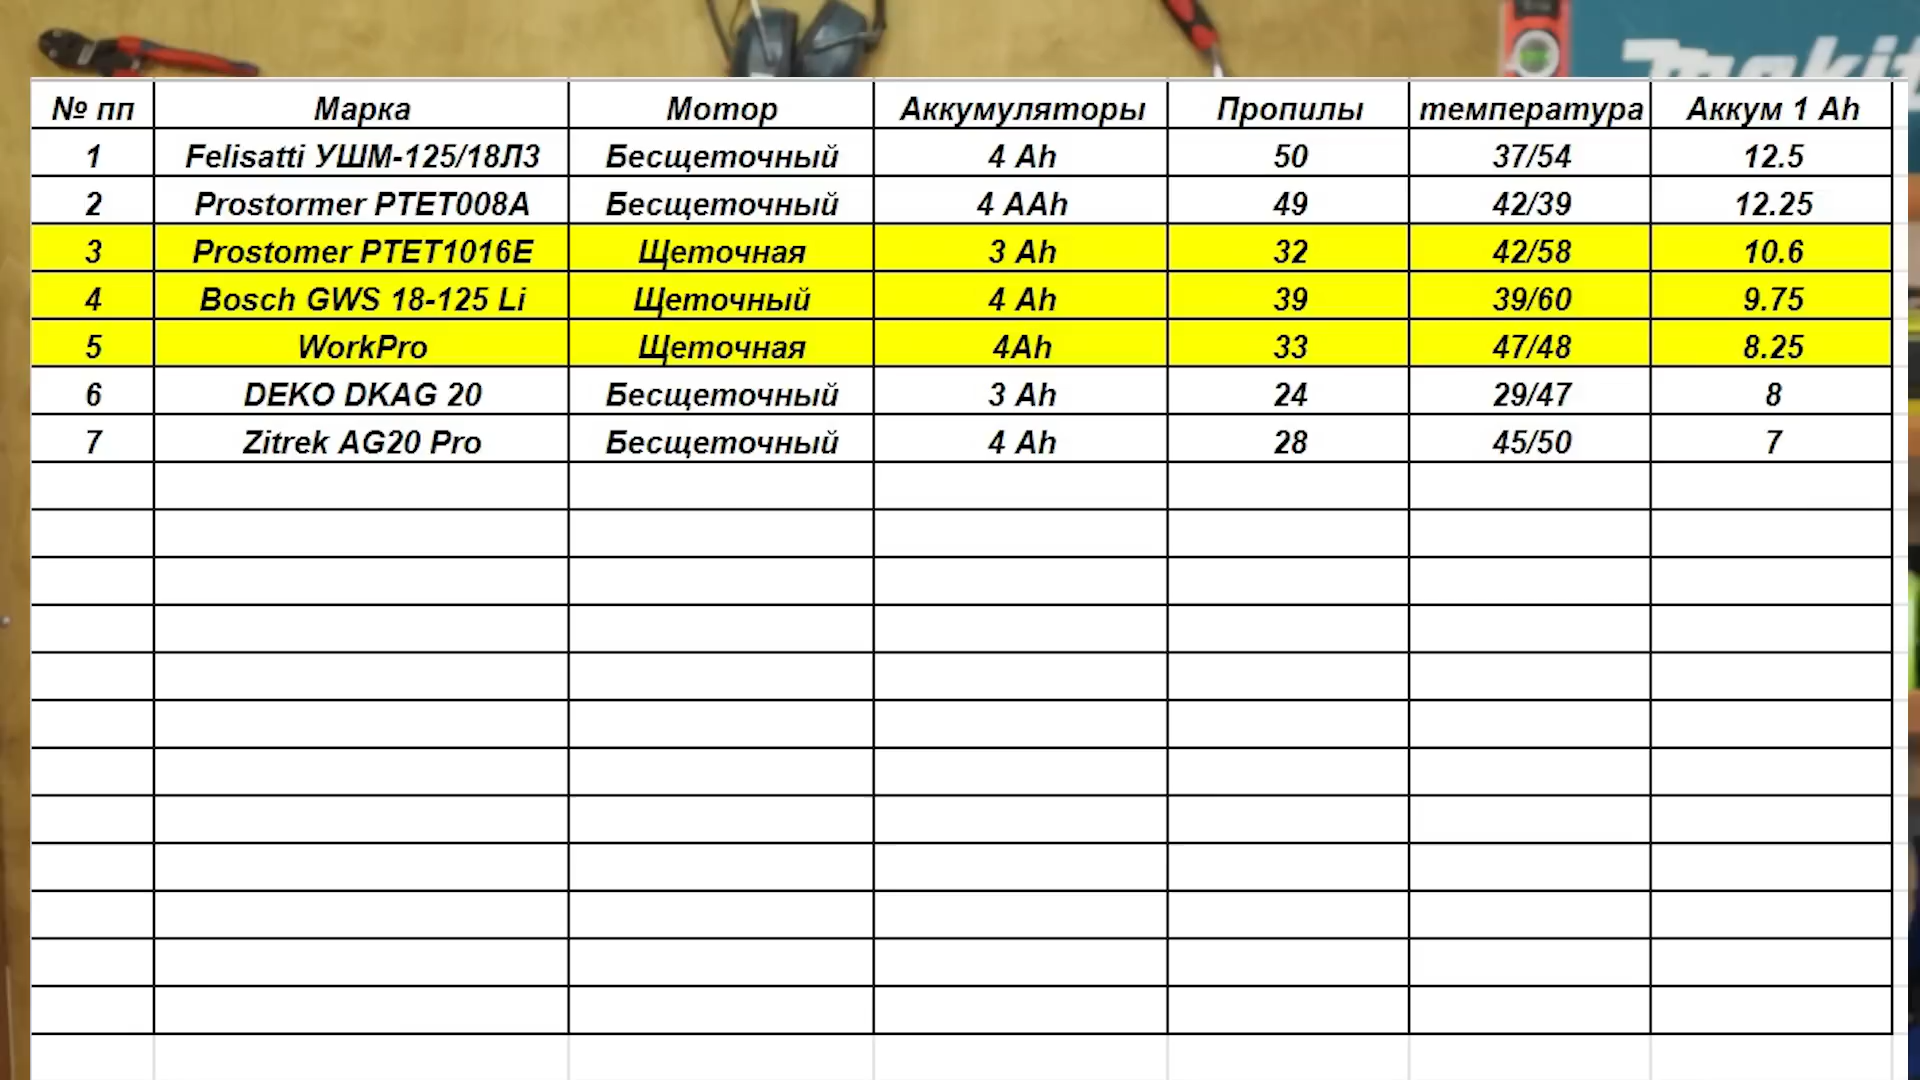 makit
№ пп Марка Мотор Аккумуляторы Пропилы температура Аккум 1 Ah
1 Felisatti УШМ-125/18ЛЗ Бесщеточный 4 Ah 50 37/54 12.5
2 Prostormer PTET008A Бесщеточный 4 AAh 49 42/39 12.25
3 Prostomer PTET1016E Щеточная 3 Ah 32 42/58 10.6
4 Bosch GWS 18-125 Li Щеточный 4 Ah 39 39/60 9.75
5 WorkPro Щеточная 4Ah 33 47/48 8.25
6 DEKO DKAG 20 Бесщеточный 3 Ah 24 29/47 8
7 Zitrek AG20 Pro Бесщеточный 4 Ah 28 45/50 7